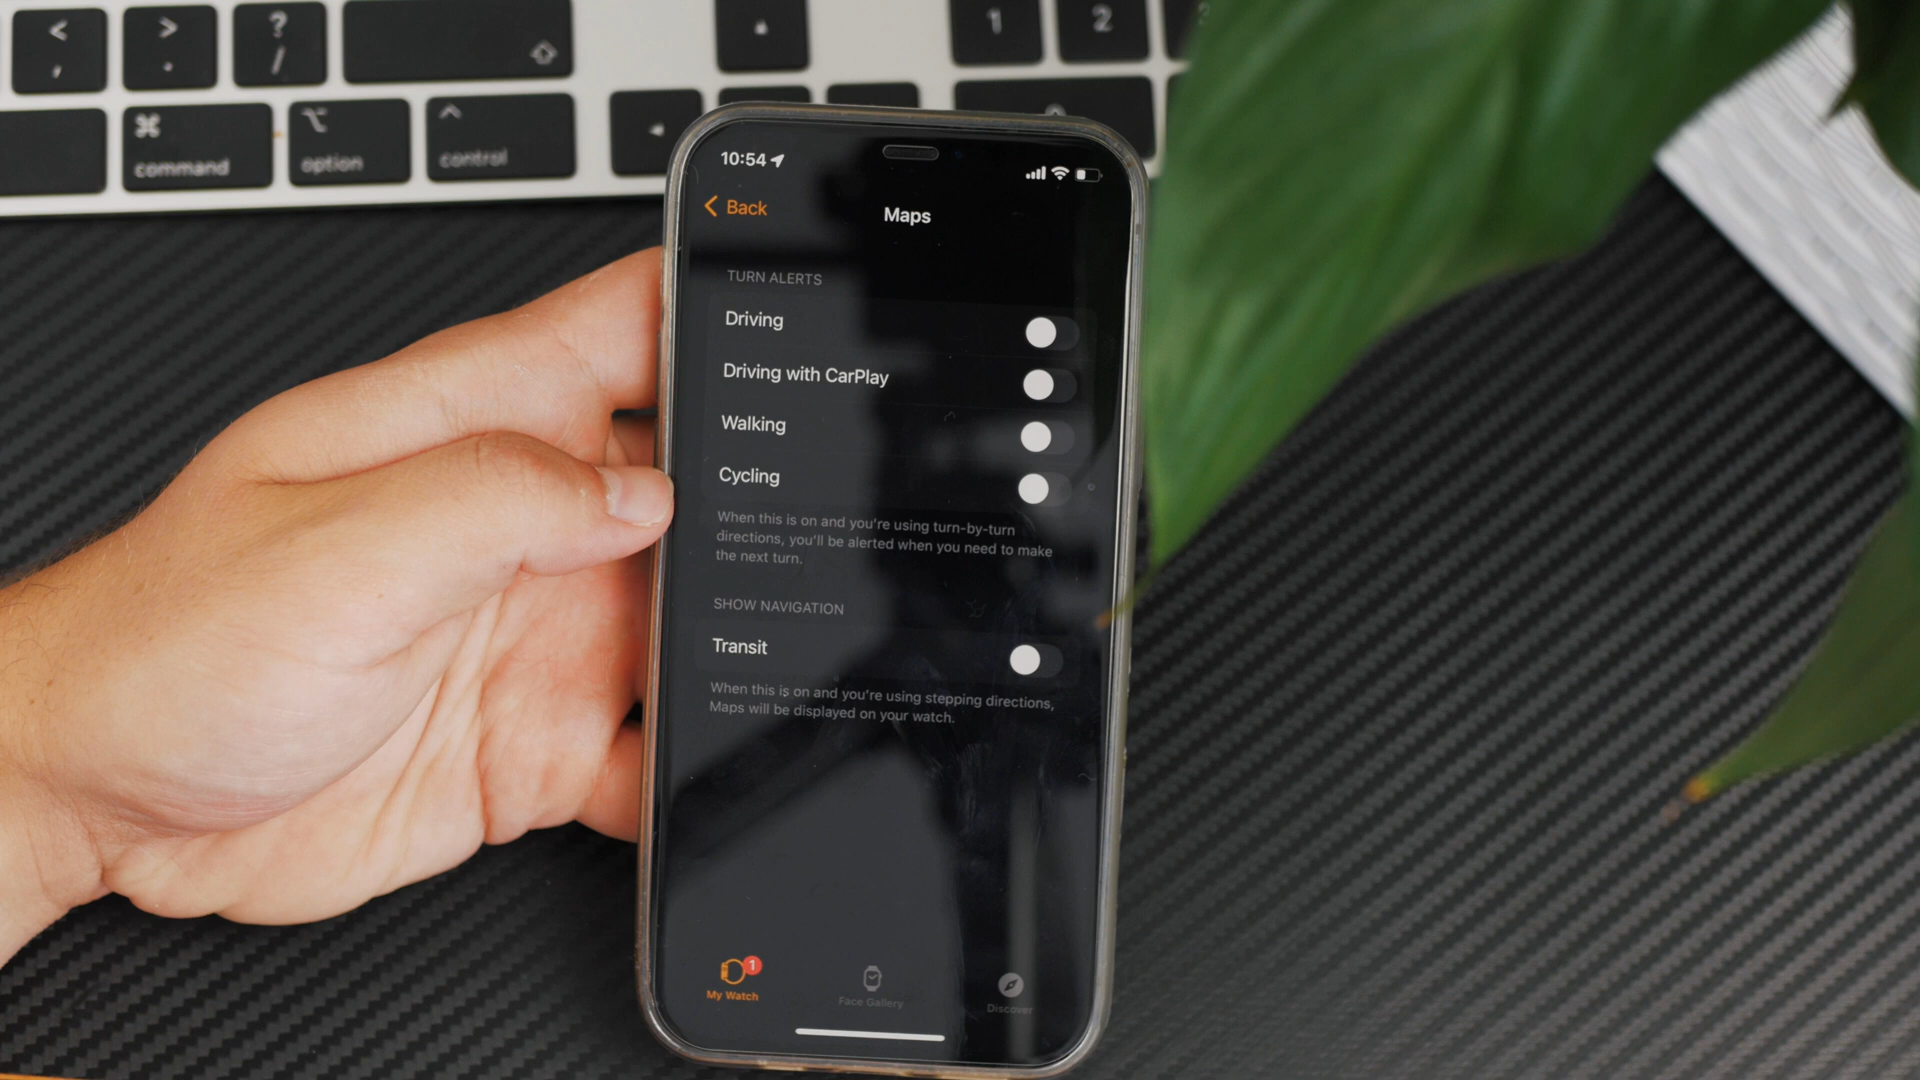 <
,
>
.
?
/
1
2
command
option
control
10:54
Back
Maps
TURN ALERTS
Driving
Driving with CarPlay
Walking
Cycling
When this is on and you're using turn-by-turn
directions, you'll be alerted when you need to make
the next turn.
SHOW NAVIGATION
Transit
When this is on and you're using stepping directions,
Maps will be displayed on your watch.
1
My Watch
Face Gallery
Discover